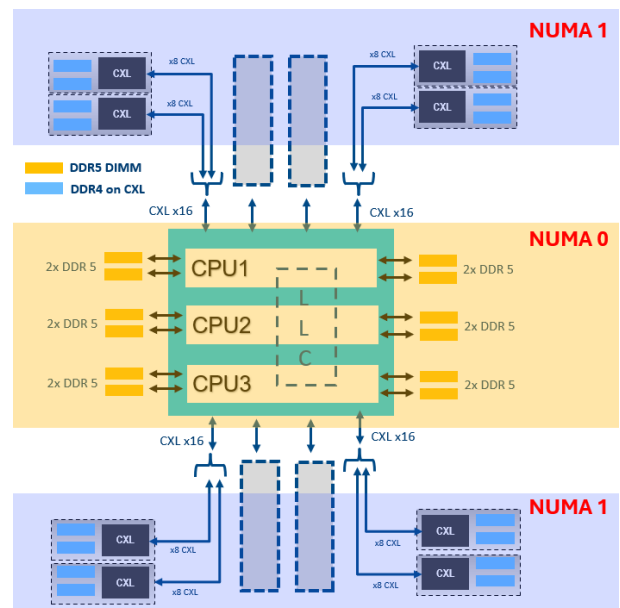 NUMA 1
CXL
x8 CXL
x8 CXL
CXL
CXL
x8 CXL
x8 CXL
CXL
DDR5 DIMM
DDR4 on CXL
CXL x16
CXL x16
NUMA 0
2x DDR 5
CPU1
2x DDR 5
L
2x DDR 5
CPU2
L
2x DDR 5
C
2x DDR 5
CPU3
2x DDR 5
CXL x16
CXL x16
NUMA 1
CXL
x8 CXL
CXL
x8 CXL
CXL
x8 CXL
CXL
x8 CXL